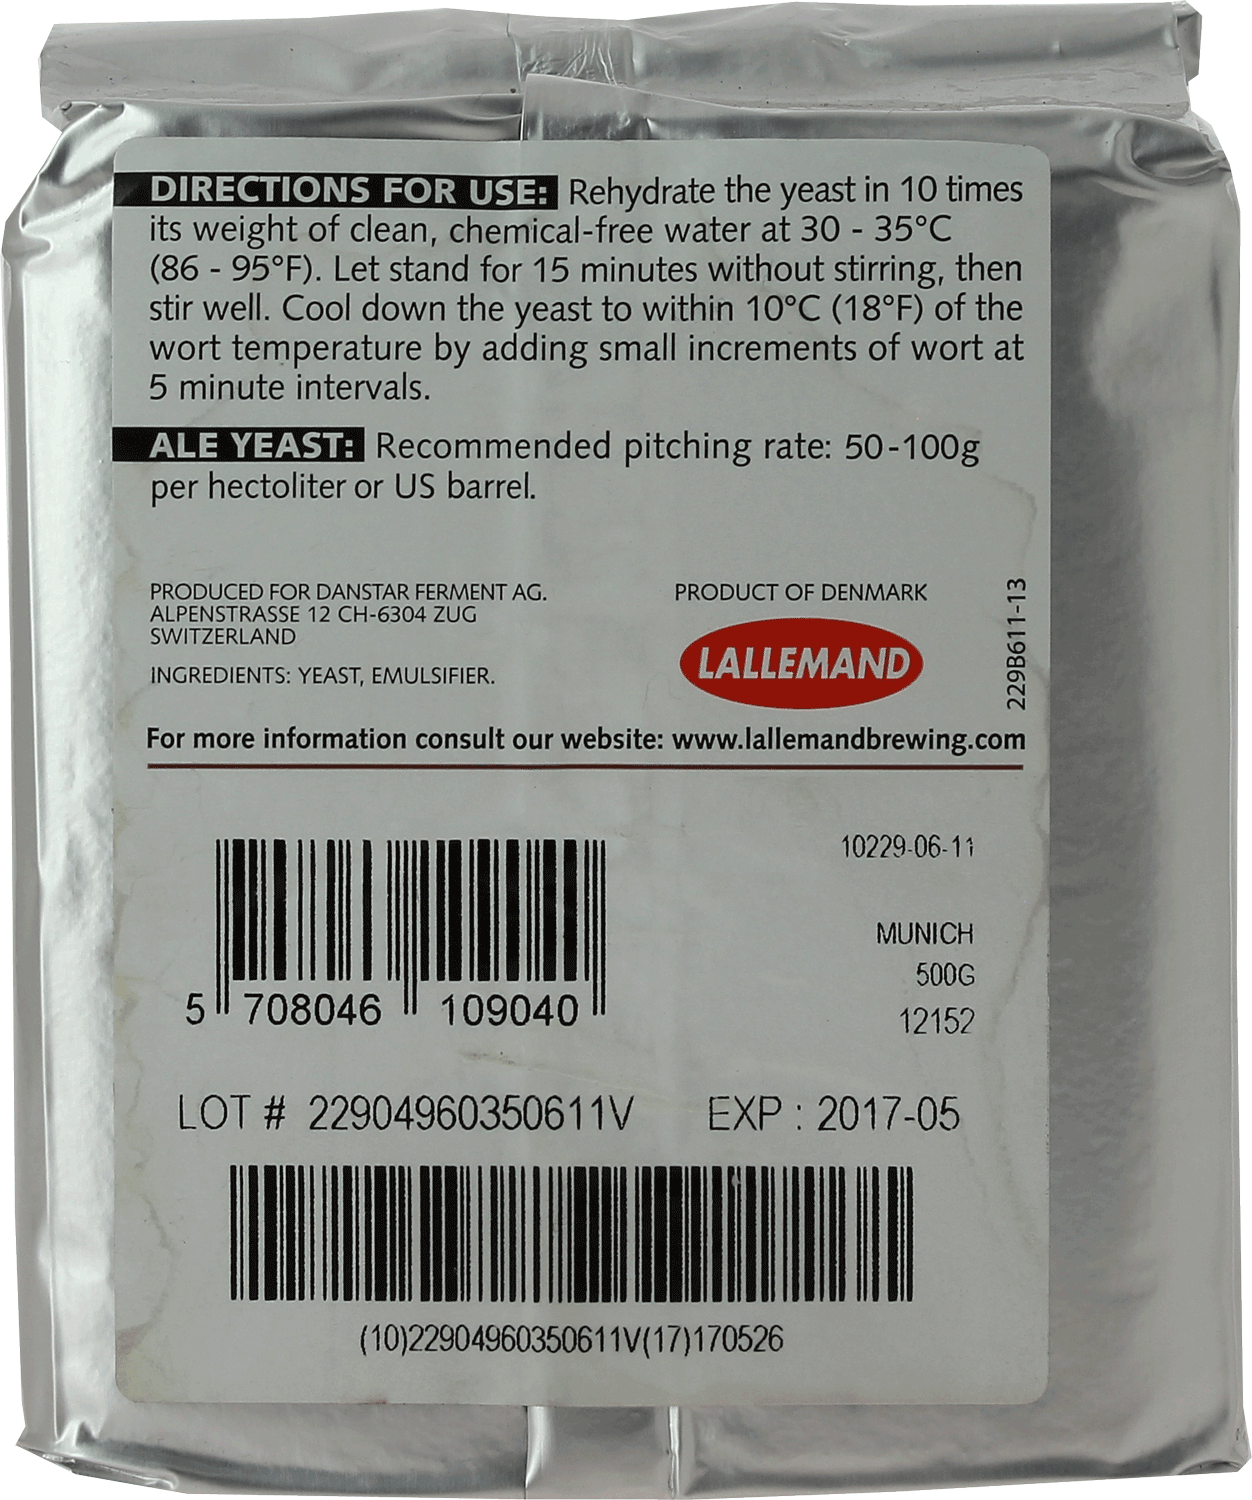 DIRECTIONS FOR USE: Rehydrate the yeast in 10 times
its weight of clean, chemical-free water at 30 - 35°C
(86 - 95°F). Let stand for 15 minutes without stirring, then
stir well. Cool down the yeast to within 10°C (18°F) of the
wort temperature by adding small increments of wort at
5 minute intervals.
ALE YEAST: Recommended pitching rate: 50-100g
per hectoliter or US barrel.
PRODUCED FOR DANSTAR FERMENT AG.
ALPENSTRASSE 12 CH-6304 ZUG
SWITZERLAND
INGREDIENTS: YEAST, EMULSIFIER.
PRODUCT OF DENMARK
LALLEMAND
229B611-13
For more information consult our website: www.lallemandbrewing.com
10229-06-11
MUNICH
500G
12152
5 708046 109040
LOT # 22904960350611V EXP : 2017-05
(10)22904960350611V(17)170526